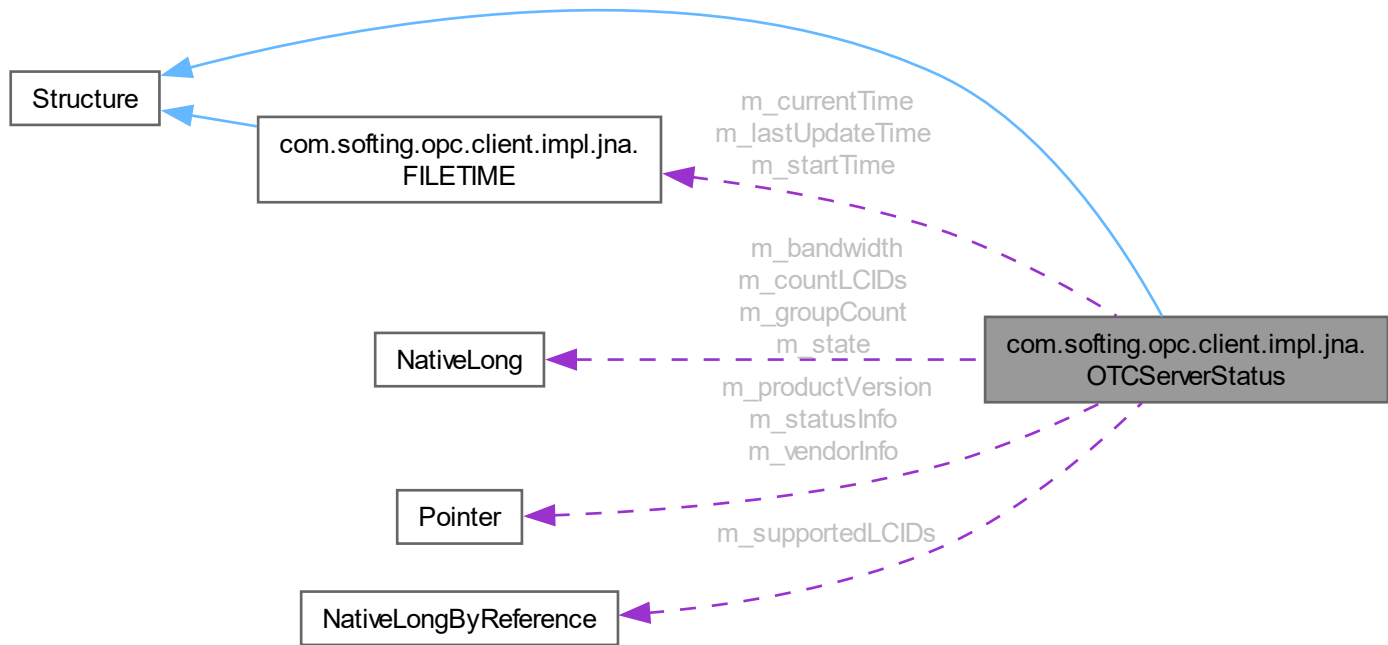 Structure
com.softing.opc.client.impl.jna.
FILETIME
m_currentTime
m_lastUpdateTime
m_startTime
m_bandwidth
m_countLCIDs
m_groupCount
m_state
NativeLong
com.softing.opc.client.impl.jna.
OTCServerStatus
m_productVersion
m_statusInfo
m_vendorInfo
Pointer
m_supportedLCIDs
NativeLongByReference